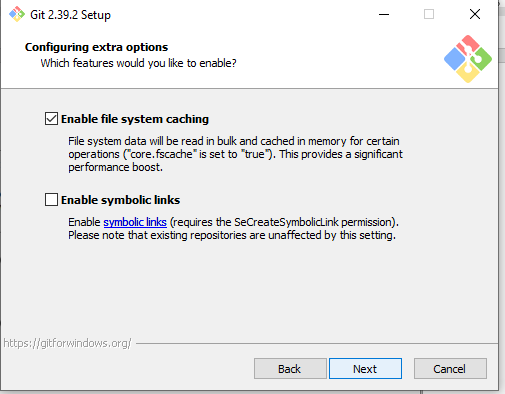 Git 2.39.2 Setup
Configuring extra options
Which features would you like to enable?
Enable file system caching
File system data will be read in bulk and cached in memory for certain
operations ("core.fscache" is set to "true"). This provides a significant
performance boost.
Enable symbolic links
Enable symbolic links (requires the SeCreateSymbolicLink permission).
Please note that existing repositories are unaffected by this setting.
https://gitforwindows.org/
Back
Next
Cancel